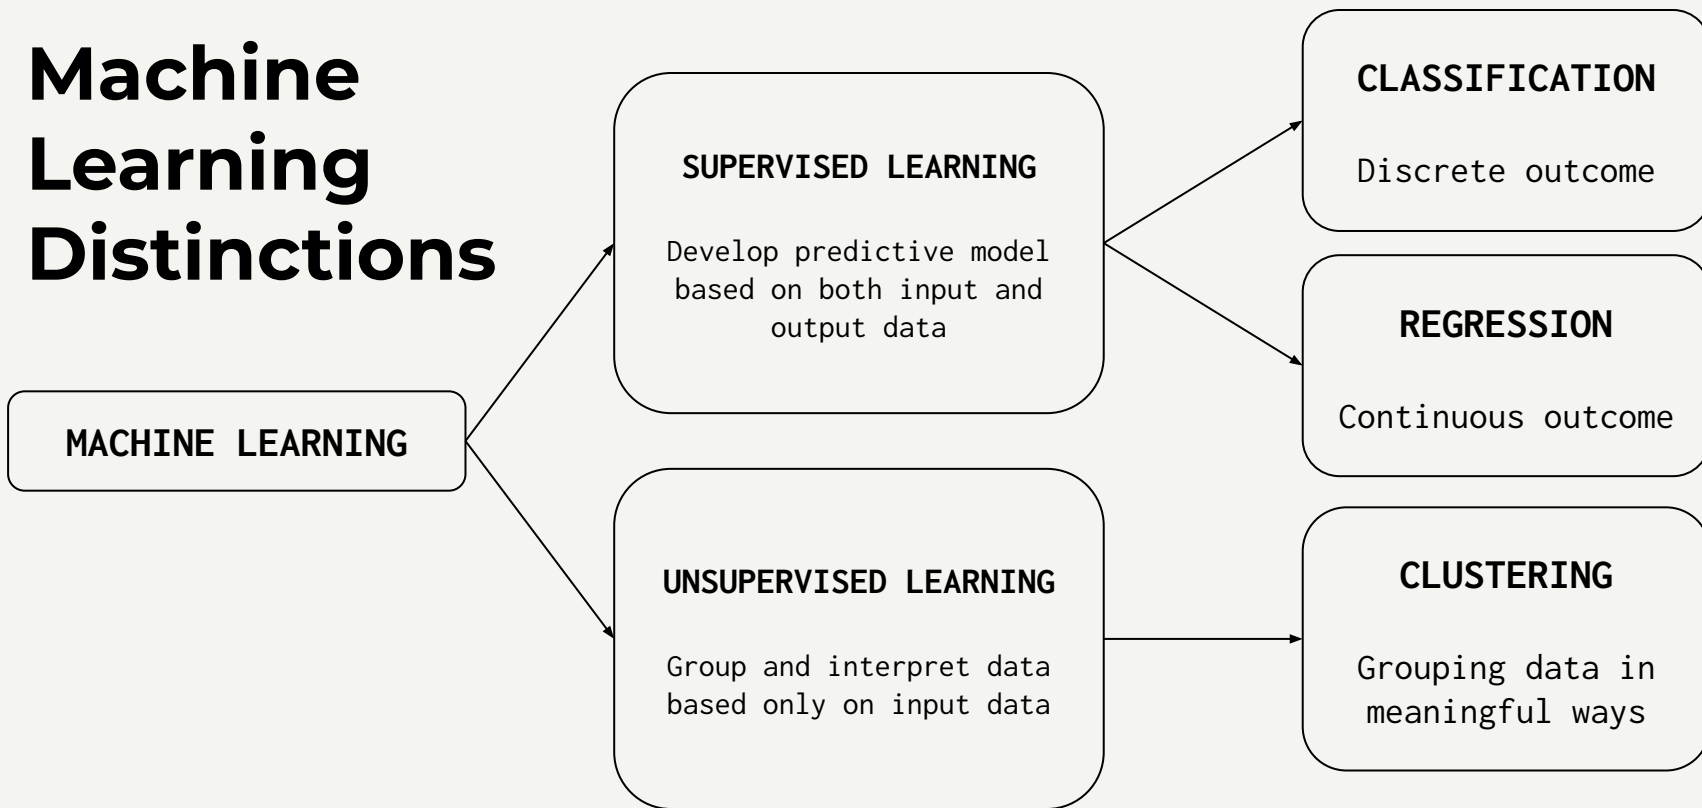 Machine
Learning
Distinctions
MACHINE LEARNING
SUPERVISED LEARNING
Develop predictive model
based on both input and
output data
UNSUPERVISED LEARNING
Group and interpret data
based only on input data
CLASSIFICATION
Discrete outcome
REGRESSION
Continuous outcome
CLUSTERING
Grouping data in
meaningful ways